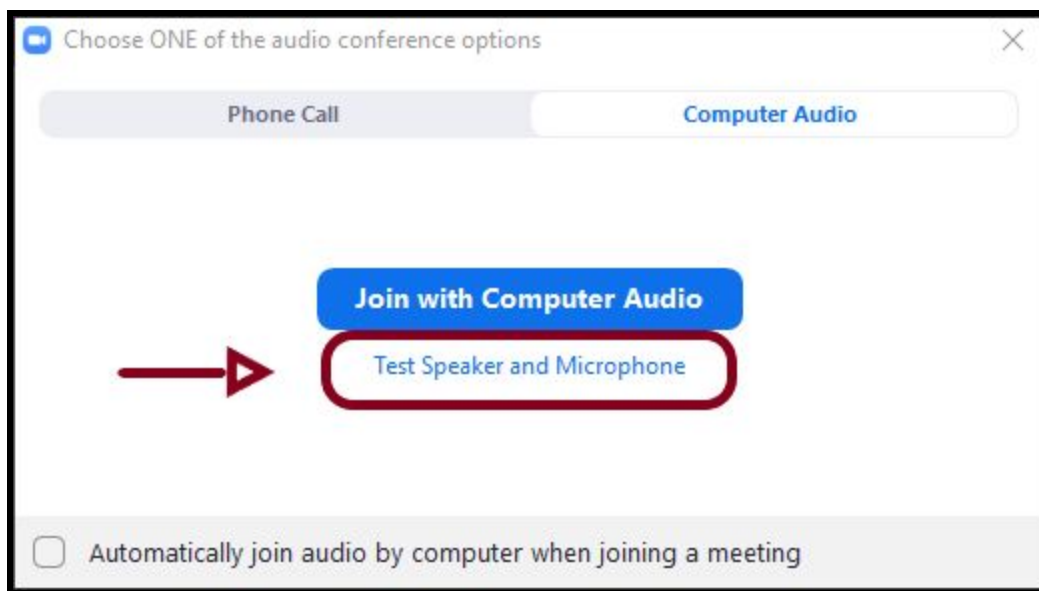 Choose ONE of the audio conference options
Phone Call
Computer Audio
Join with Computer Audio
Test Speaker and Microphone
Automatically join audio by computer when joining a meeting